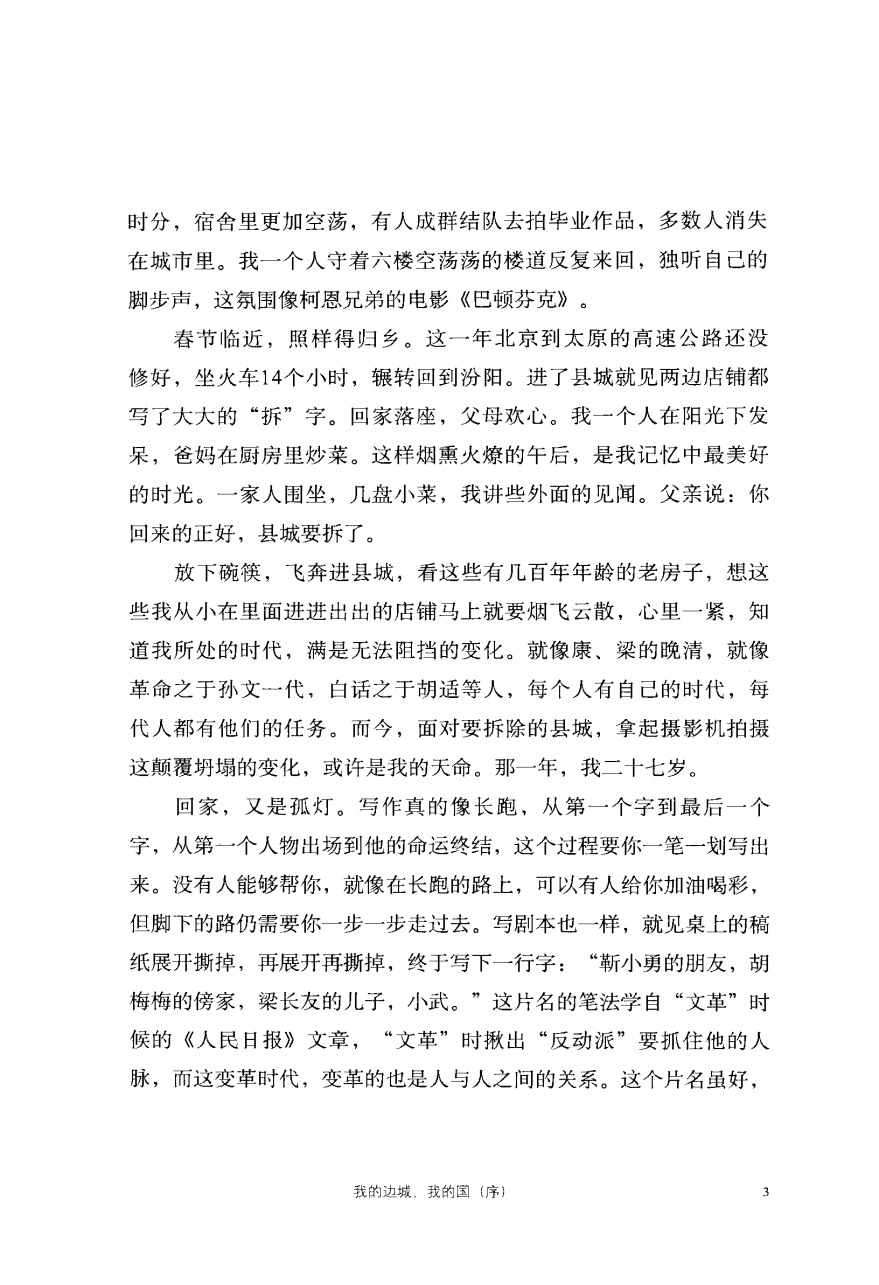 时分，宿舍里更加空荡，有人成群结队去拍毕业作品，多数人消失
在城市里。我一个人守着六楼空荡荡的楼道反复来回，独听自己的
脚步声，这氛围像柯恩兄弟的电影《巴顿芬克》。
春节临近，照样得归乡。这一年北京到太原的高速公路还没
修好，坐火车14个小时，辗转回到汾阳。进了县城就见两边店铺都
写了大大的“拆”字。回家落座，父母欢心。我一个人在阳光下发
呆，爸妈在厨房里炒菜。这样烟熏火燎的午后，是我记忆中最美好
的时光。一家人围坐，几盘小菜，我讲些外面的见闻。父亲说：你
回来的正好，县城要拆了。
放下碗筷，飞奔进县城，看这些有几百年年龄的老房子，想这
些我从小在里面进进出出的店铺马上就要烟飞云散，心里一紧，知
道我所处的时代，满是无法阻挡的变化。就像康、梁的晚清，就像
革命之于孙文一代，白话之于胡适等人，每个人有自己的时代，每
代人都有他们的任务。而今，面对要拆除的县城，拿起摄影机拍摄
这颠覆坍塌的变化，或许是我的天命。那一年，我二十七岁。
回家，又是孤灯。写作真的像长跑，从第一个字到最后一个
字，从第一个人物出场到他的命运终结，这个过程要你一笔一划写出
来。没有人能够帮你，就像在长跑的路上，可以有人给你加油喝彩，
但脚下的路仍需要你一步一步走过去。写剧本也一样，就见桌上的稿
纸展开撕掉，再展开再撕掉，终于写下一行字：“靳小勇的朋友，胡
梅梅的傍家，梁长友的儿子，小武。”这片名的笔法学自“文革”时
候的《人民日报》文章，“文革”时揪出“反动派”要抓住他的人
脉，而这变革时代，变革的也是人与人之间的关系。这个片名虽好，
我的边城，我的国（序） 3